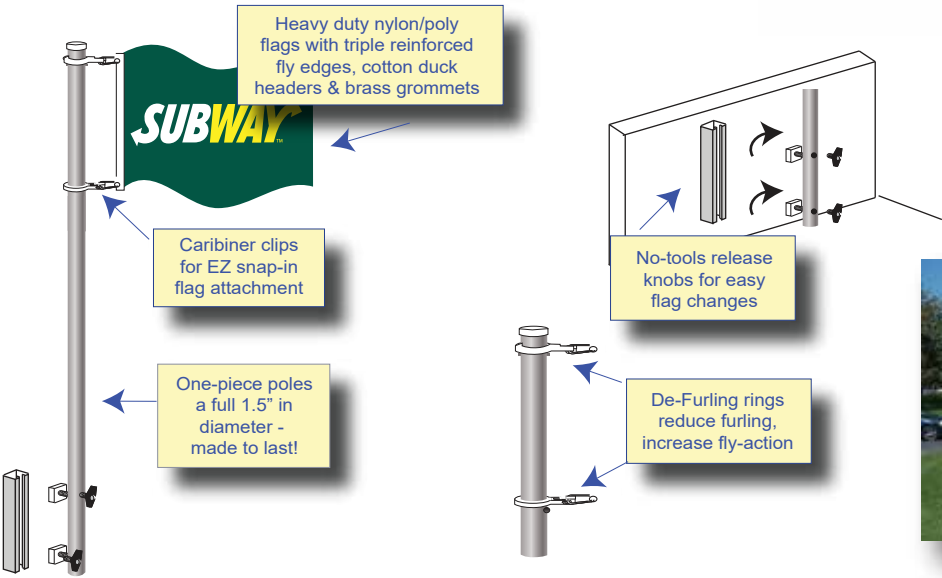 Heavy duty nylon/poly
flags with triple reinforced
fly edges, cotton duck
headers & brass grommets
SUBWAY™
Caribiner clips
for EZ snap-in
flag attachment
No-tools release
knobs for easy
flag changes
One-piece poles
a full 1.5” in
diameter -
made to last!
De-Furling rings
reduce furling,
increase fly-action